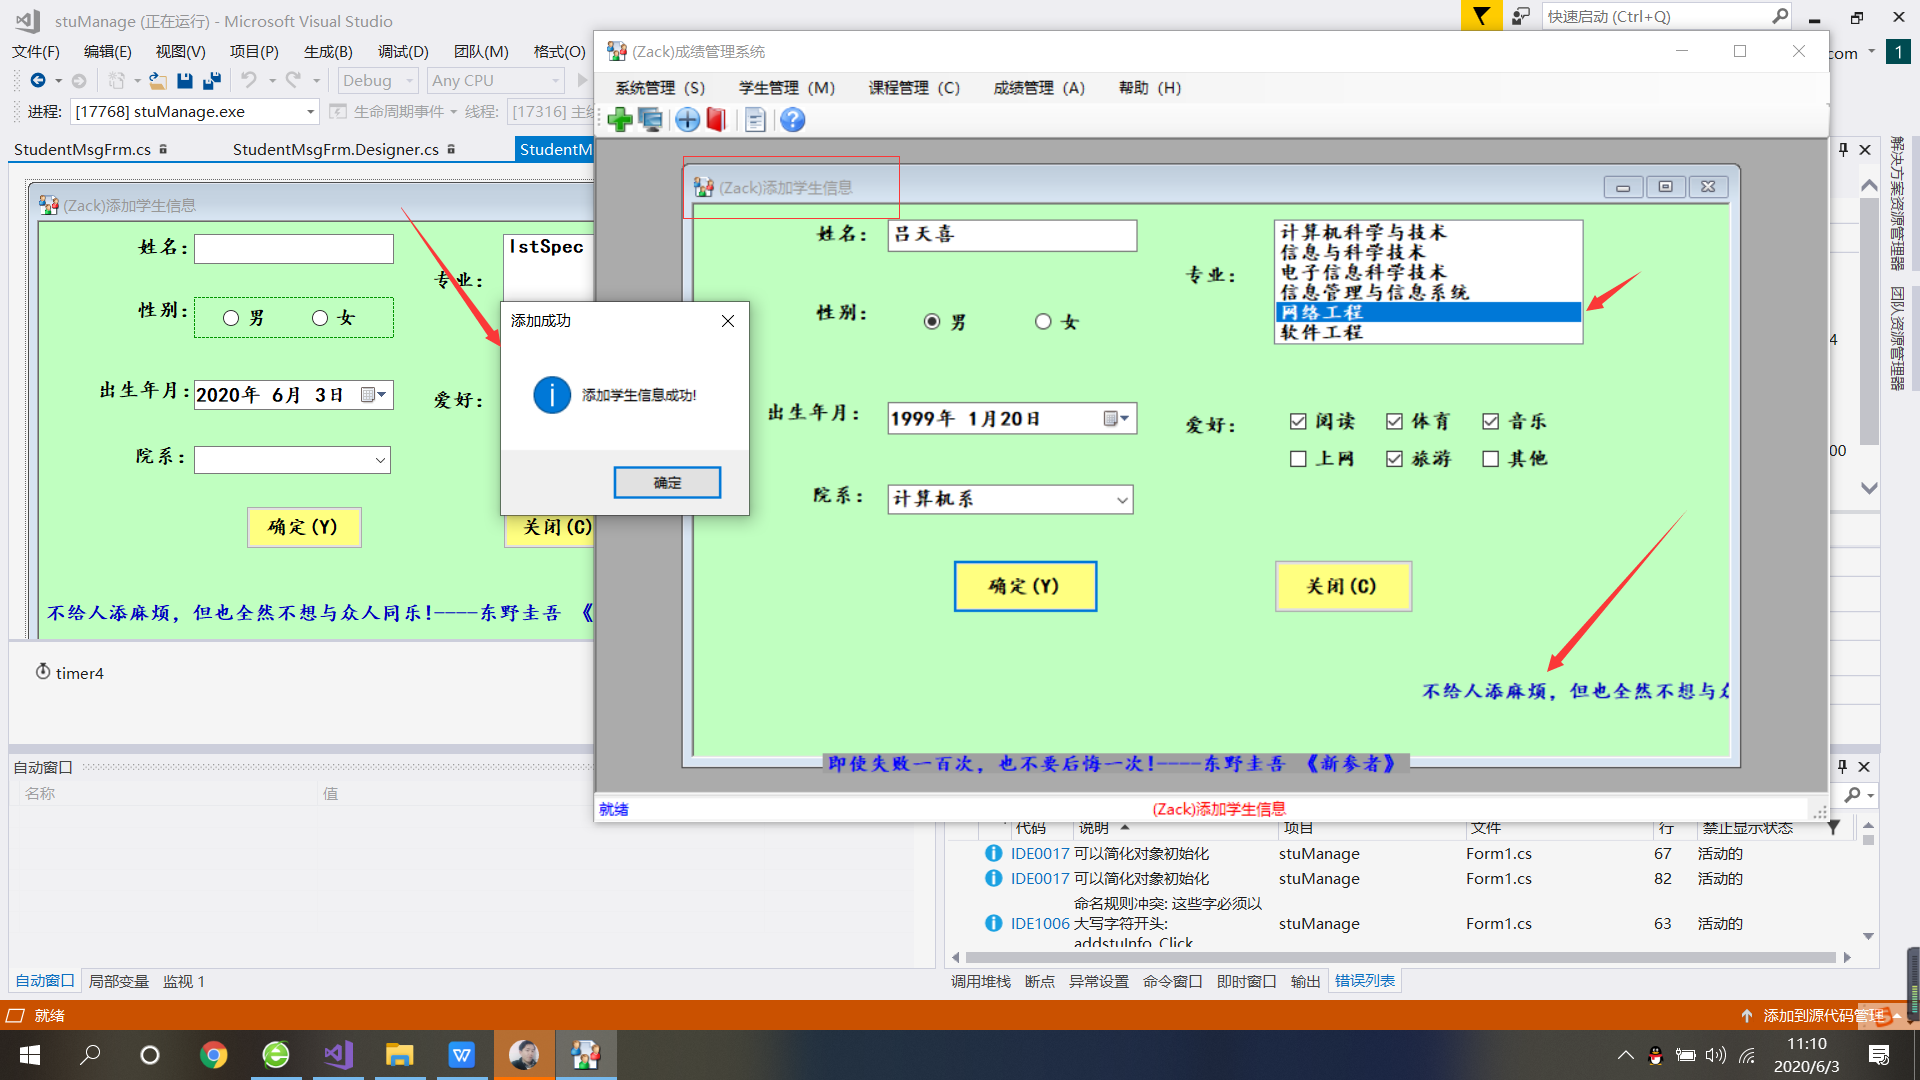 stuManage (正在运行) - Microsoft Visual Studio
快速启动 (Ctrl+Q)
文件(F) 编辑(E) 视图(V) 项目(P) 生成(B) 调试(D) 团队(M) 格式(O)
com 1
Debug Any CPU
进程: [17768] stuManage.exe 生命周期事件 线程: [17316] 主线
StudentMsgFrm.cs StudentMsgFrm.Designer.cs StudentM
(Zack)添加学生信息
姓名:
lstSpec
专业:
性别: 男 女
出生年月: 2020年 6月 3日
爱好:
院系:
确定(Y) 关闭(C)
不给人添麻烦，但也全然不想与众人同乐!----东野圭吾 《
timer4
自动窗口
名称 值
自动窗口 局部变量 监视 1
添加成功
添加学生信息成功!
确定
(Zack)成绩管理系统
系统管理 (S) 学生管理 (M) 课程管理 (C) 成绩管理 (A) 帮助 (H)
(Zack)添加学生信息
姓名: 吕天喜
专业:
计算机科学与技术
信息与科学技术
电子信息科学技术
信息管理与信息系统
网络工程
软件工程
性别: 男 女
出生年月: 1999年 1月20日
爱好: 阅读 体育 音乐
上网 旅游 其他
院系: 计算机系
确定(Y) 关闭(C)
不给人添麻烦，但也全然不想与众
即使失败一百次，也不要后悔一次!----东野圭吾 《新参者》
就绪 (Zack)添加学生信息
解决方案资源管理器
团队资源管理器
4
00
代码 说明 项目 文件 行 禁止显示状态
IDE0017 可以简化对象初始化 stuManage Form1.cs 67 活动的
IDE0017 可以简化对象初始化 stuManage Form1.cs 82 活动的
命名规则冲突: 这些字必须以
IDE1006 大写字符开头: stuManage Form1.cs 63 活动的
addstuInfo_Click
调用堆栈 断点 异常设置 命令窗口 即时窗口 输出 错误列表
就绪 添加到源代码管理
11:10
2020/6/3